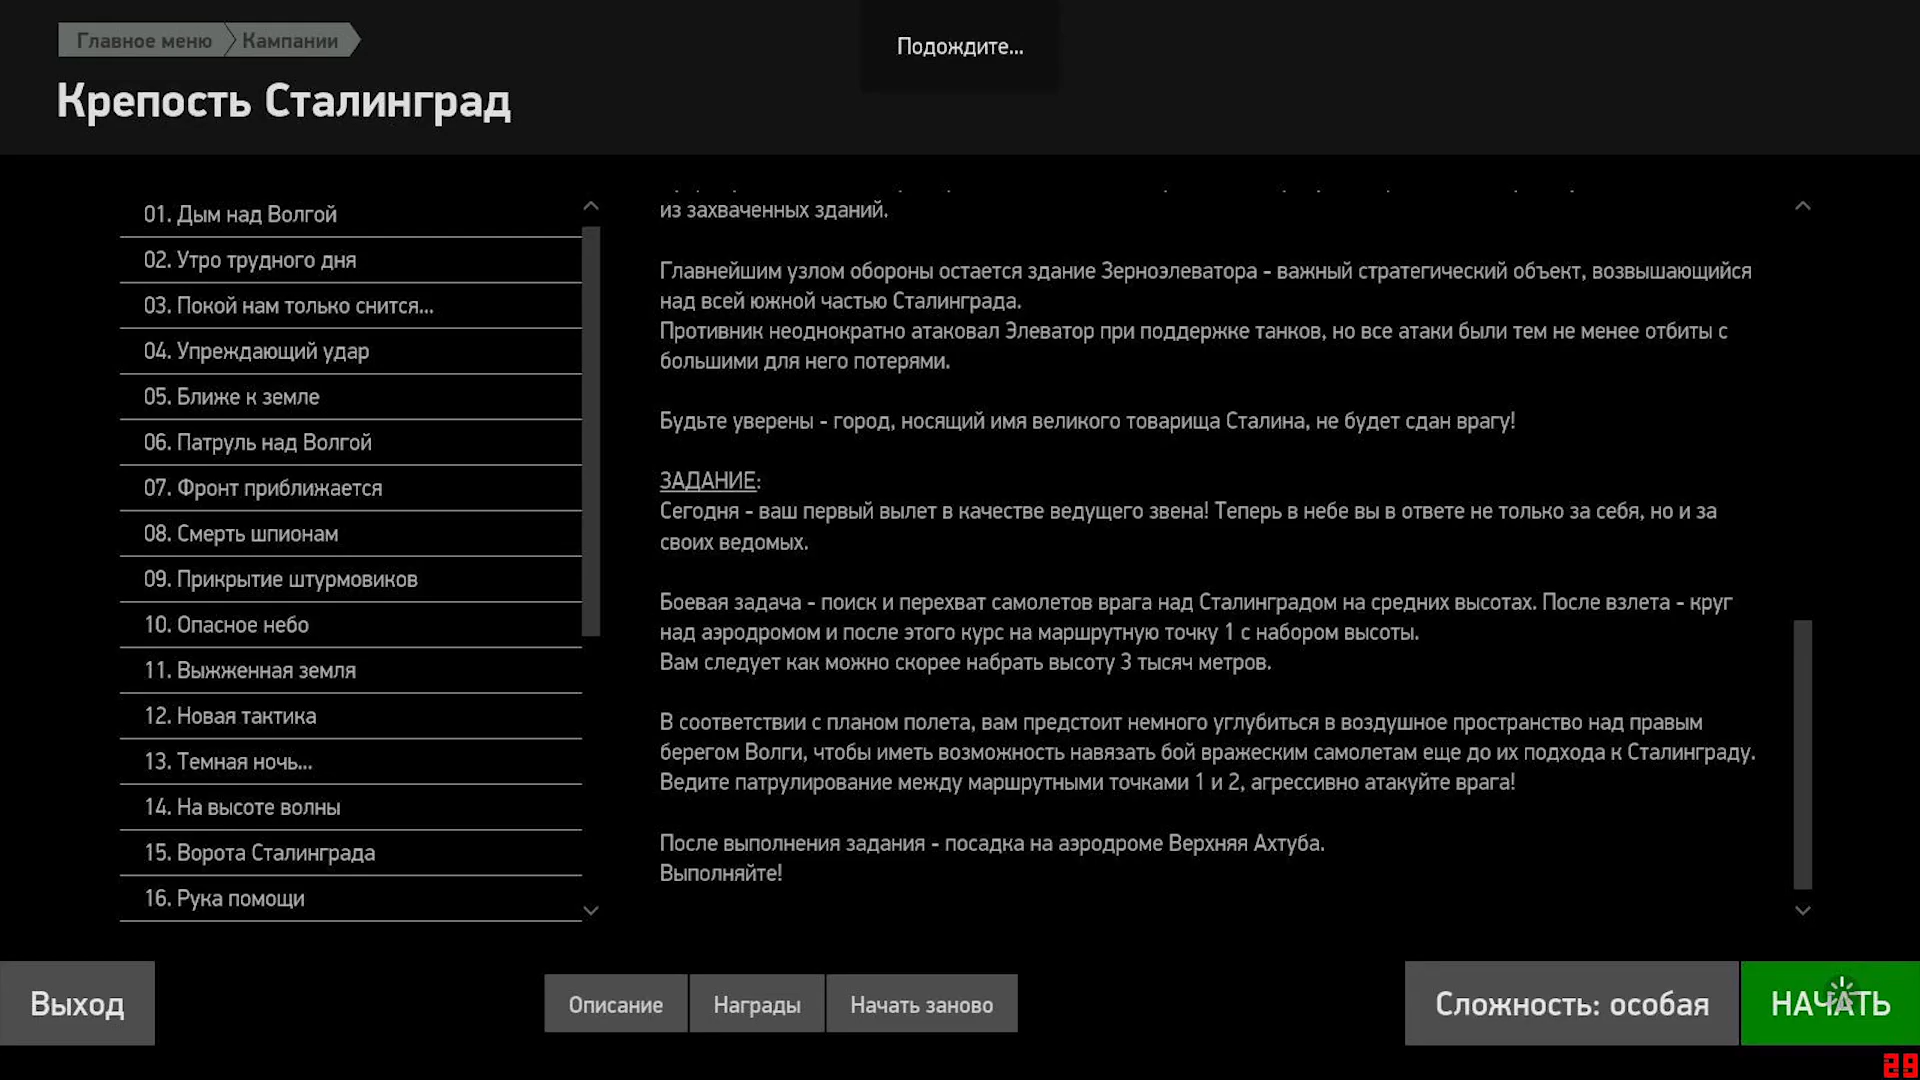 Главное меню
Кампании
Подождите...
Крепость Сталинград
01. Дым над Волгой
02. Утро трудного дня
03. Покой нам только снится...
04. Упреждающий удар
05. Ближе к земле
06. Патруль над Волгой
07. Фронт приближается
08. Смерть шпионам
09. Прикрытие штурмовиков
10. Опасное небо
11. Выжженная земля
12. Новая тактика
13. Темная ночь...
14. На высоте волны
15. Ворота Сталинграда
16. Рука помощи
из захваченных зданий.
Главнейшим узлом обороны остается здание Зерноэлеватора - важный стратегический объект, возвышающийся
над всей южной частью Сталинграда.
Противник неоднократно атаковал Элеватор при поддержке танков, но все атаки были тем не менее отбиты с
большими для него потерями.
Будьте уверены - город, носящий имя великого товарища Сталина, не будет сдан врагу!
ЗАДАНИЕ:
Сегодня - ваш первый вылет в качестве ведущего звена! Теперь в небе вы в ответе не только за себя, но и за
своих ведомых.
Боевая задача - поиск и перехват самолетов врага над Сталинградом на средних высотах. После взлета - круг
над аэродромом и после этого курс на маршрутную точку 1 с набором высоты.
Вам следует как можно скорее набрать высоту 3 тысяч метров.
В соответствии с планом полета, вам предстоит немного углубиться в воздушное пространство над правым
берегом Волги, чтобы иметь возможность навязать бой вражеским самолетам еще до их подхода к Сталинграду.
Ведите патрулирование между маршрутными точками 1 и 2, агрессивно атакуйте врага!
После выполнения задания - посадка на аэродроме Верхняя Ахтуба.
Выполняйте!
Выход
Описание
Награды
Начать заново
Сложность: особая
НАЧАТЬ
29